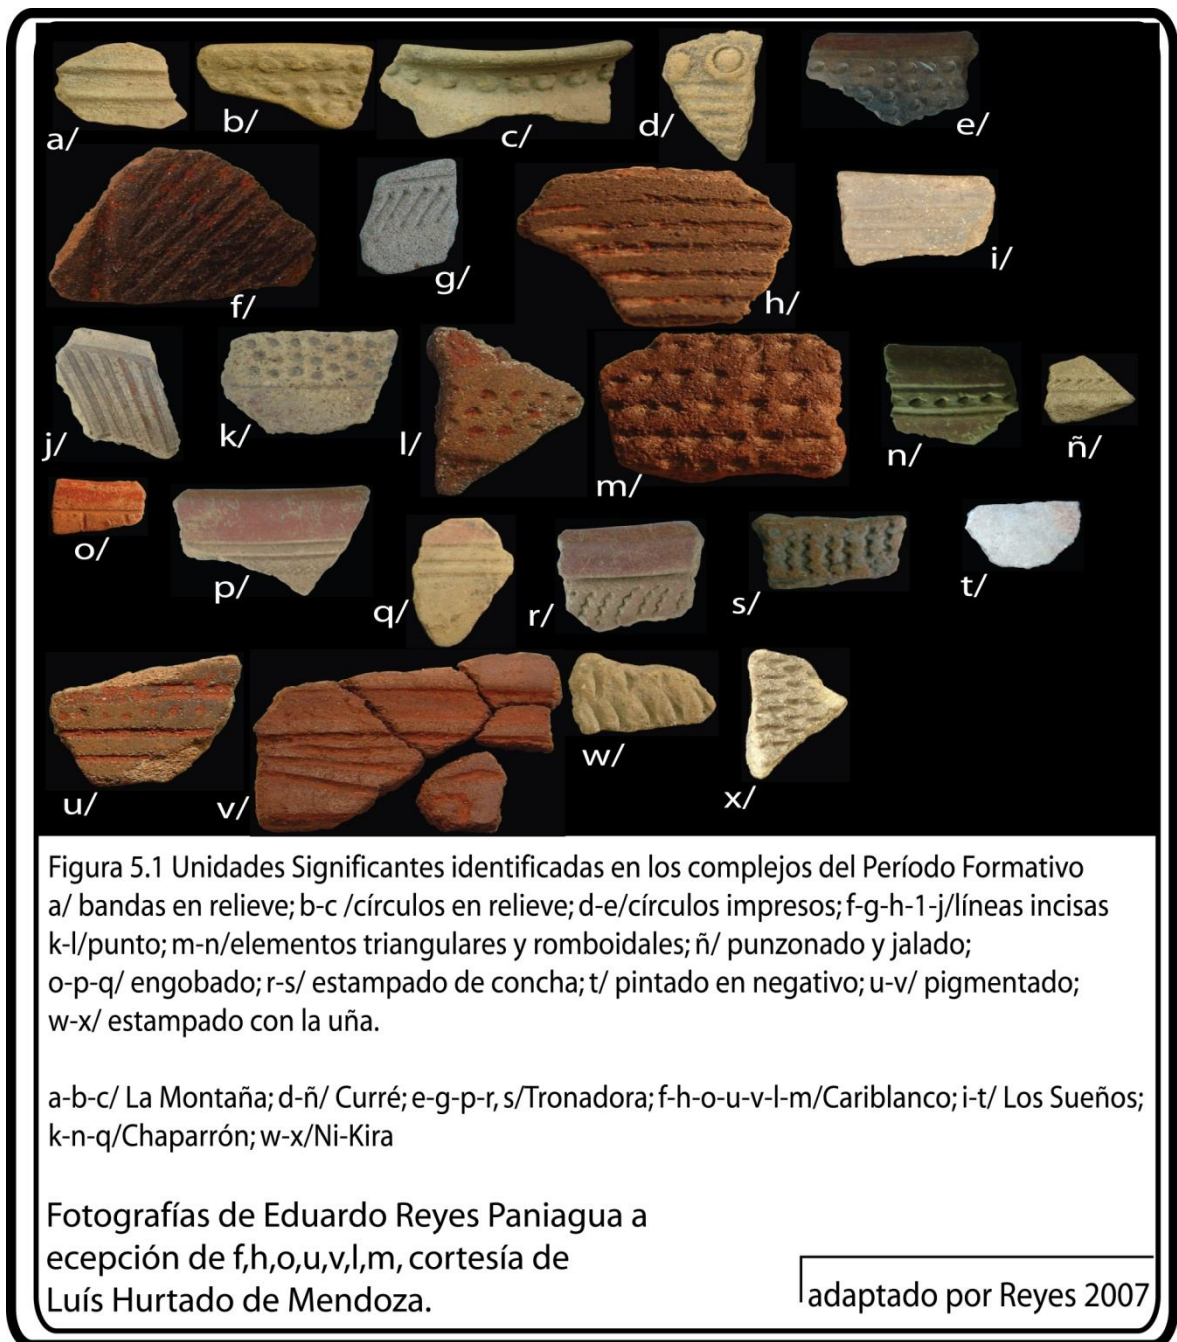 a/ b/ c/ d/ e/
f/ g/ h/ i/
j/ k/ l/ m/ n/ ñ/
o/ p/ q/ r/ s/ t/
u/ v/ w/ x/
Figura 5.1 Unidades Significantes identificadas en los complejos del Período Formativo
a/ bandas en relieve; b-c /círculos en relieve; d-e/círculos impresos; f-g-h-1-j/líneas incisas
k-l/punto; m-n/elementos triangulares y romboidales; ñ/ punzonado y jalado;
o-p-q/ engobado; r-s/ estampado de concha; t/ pintado en negativo; u-v/ pigmentado;
w-x/ estampado con la uña.
a-b-c/ La Montaña; d-ñ/ Curré; e-g-p-r, s/Tronadora; f-h-o-u-v-l-m/Cariblanco; i-t/ Los Sueños;
k-n-q/Chaparrón; w-x/Ni-Kira
Fotografías de Eduardo Reyes Paniagua a
ecepción de f,h,o,u,v,l,m, cortesía de
Luís Hurtado de Mendoza.
adaptado por Reyes 2007